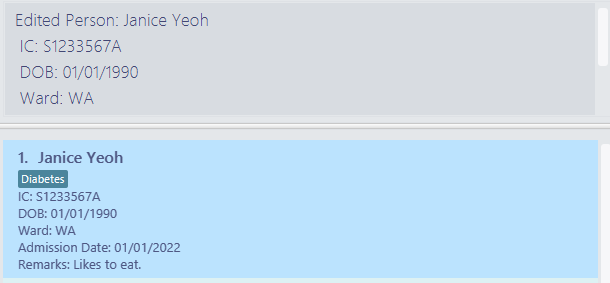 Edited Person: Janice Yeoh
IC: S1233567A
DOB: 01/01/1990
Ward: WA
1. Janice Yeoh
Diabetes
IC: S1233567A
DOB: 01/01/1990
Ward: WA
Admission Date: 01/01/2022
Remarks: Likes to eat.